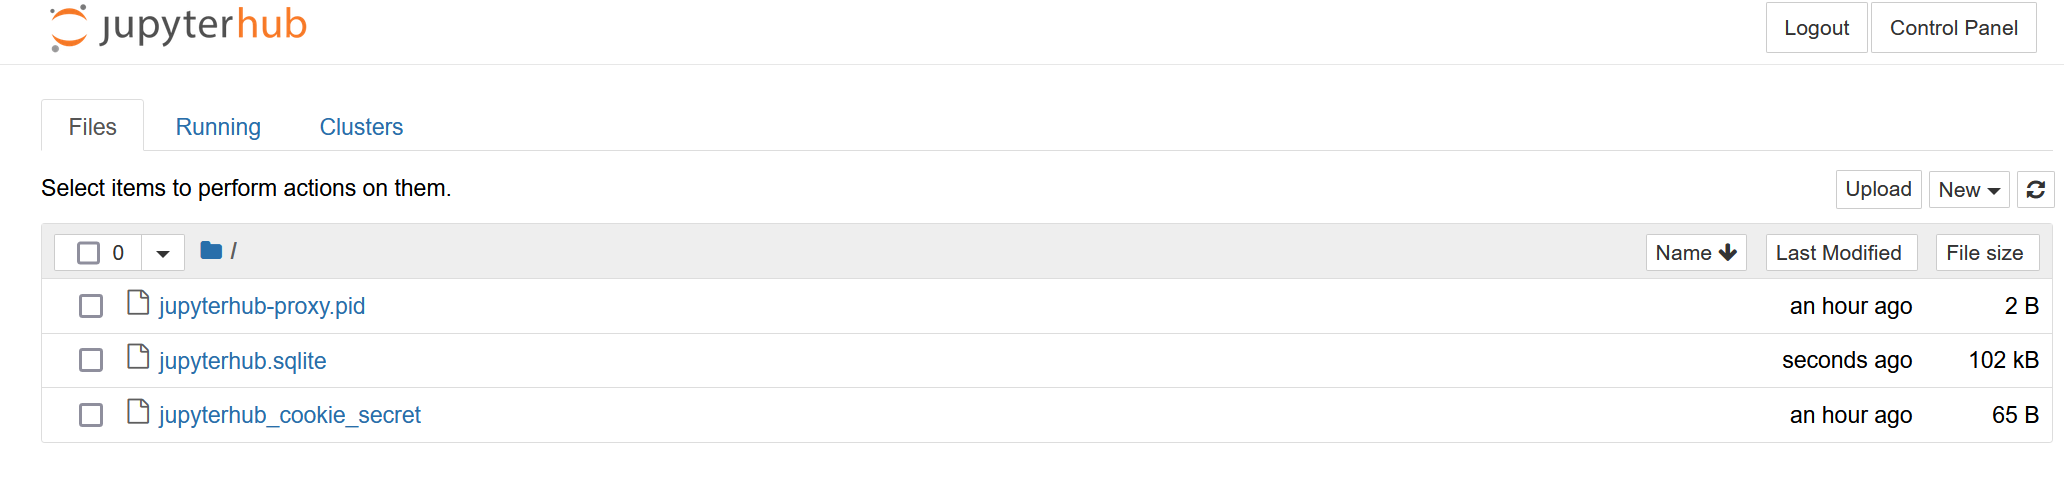 jupyterhub Logout Control Panel
Files Running Clusters
Select items to perform actions on them. Upload New
0 / Name Last Modified File size
jupyterhub-proxy.pid an hour ago 2 B
jupyterhub.sqlite seconds ago 102 kB
jupyterhub_cookie_secret an hour ago 65 B